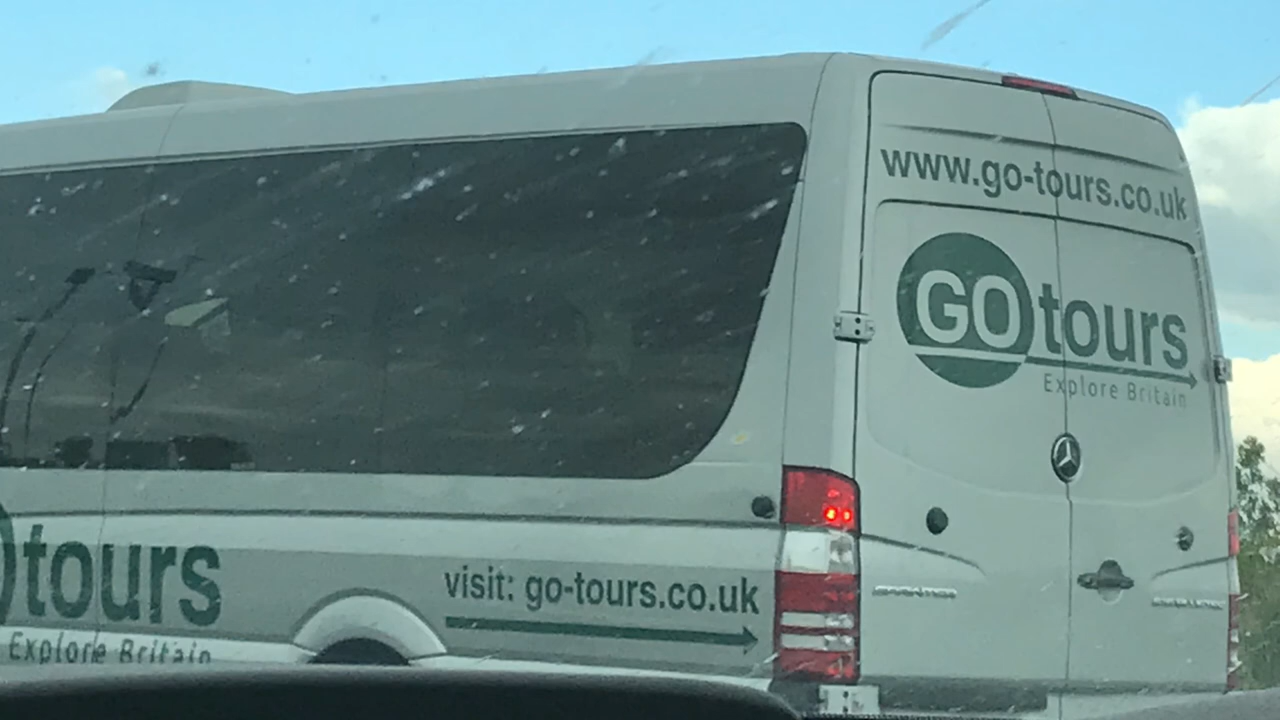 www.go-tours.co.uk
GO tours
Explore Britain
tours
Explore Britain
visit: go-tours.co.uk